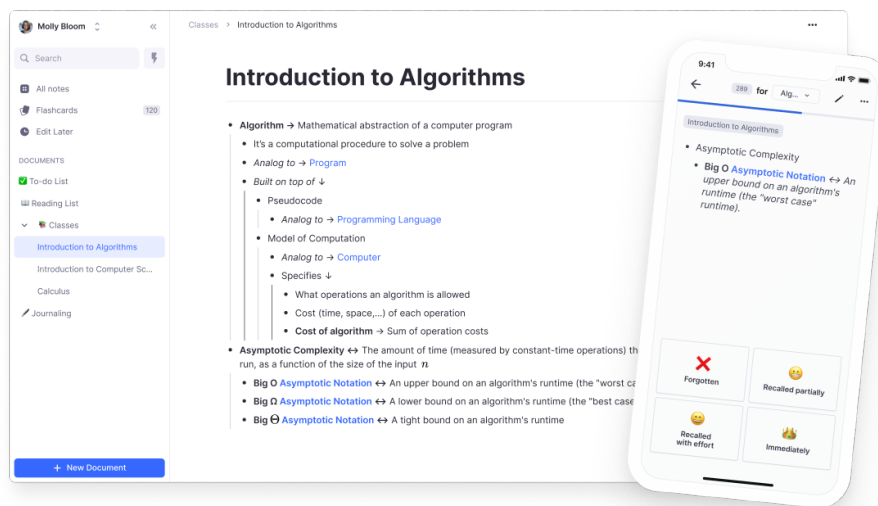 Molly Bloom
Search
All notes
Flashcards 120
Edit Later
DOCUMENTS
✅ To-do List
📖 Reading List
📚 Classes
Introduction to Algorithms
Introduction to Computer Sc...
Calculus
🖋 Journaling
+ New Document
Classes > Introduction to Algorithms
Introduction to Algorithms
• Algorithm → Mathematical abstraction of a computer program
• It's a computational procedure to solve a problem
• Analog to → Program
• Built on top of ↓
• Pseudocode
• Analog to → Programming Language
• Model of Computation
• Analog to → Computer
• Specifies ↓
• What operations an algorithm is allowed
• Cost (time, space,...) of each operation
• Cost of algorithm → Sum of operation costs
• Asymptotic Complexity ↔ The amount of time (measured by constant-time operations) th
run, as a function of the size of the input n
• Big O Asymptotic Notation ↔ An upper bound on an algorithm's runtime (the "worst ca
• Big Ω Asymptotic Notation ↔ A lower bound on an algorithm's runtime (the "best case
• Big Θ Asymptotic Notation ↔ A tight bound on an algorithm's runtime
9:41
289 for Alg...
Introduction to Algorithms
• Asymptotic Complexity
• Big O Asymptotic Notation ↔ An
upper bound on an algorithm's
runtime (the "worst case"
runtime).
Forgotten
Recalled partially
Recalled
with effort
Immediately